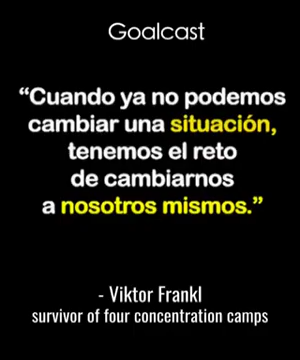 Goalcast
“Cuando ya no podemos
cambiar una situación,
tenemos el reto
de cambiarnos
a nosotros mismos.”
- Viktor Frankl
survivor of four concentration camps